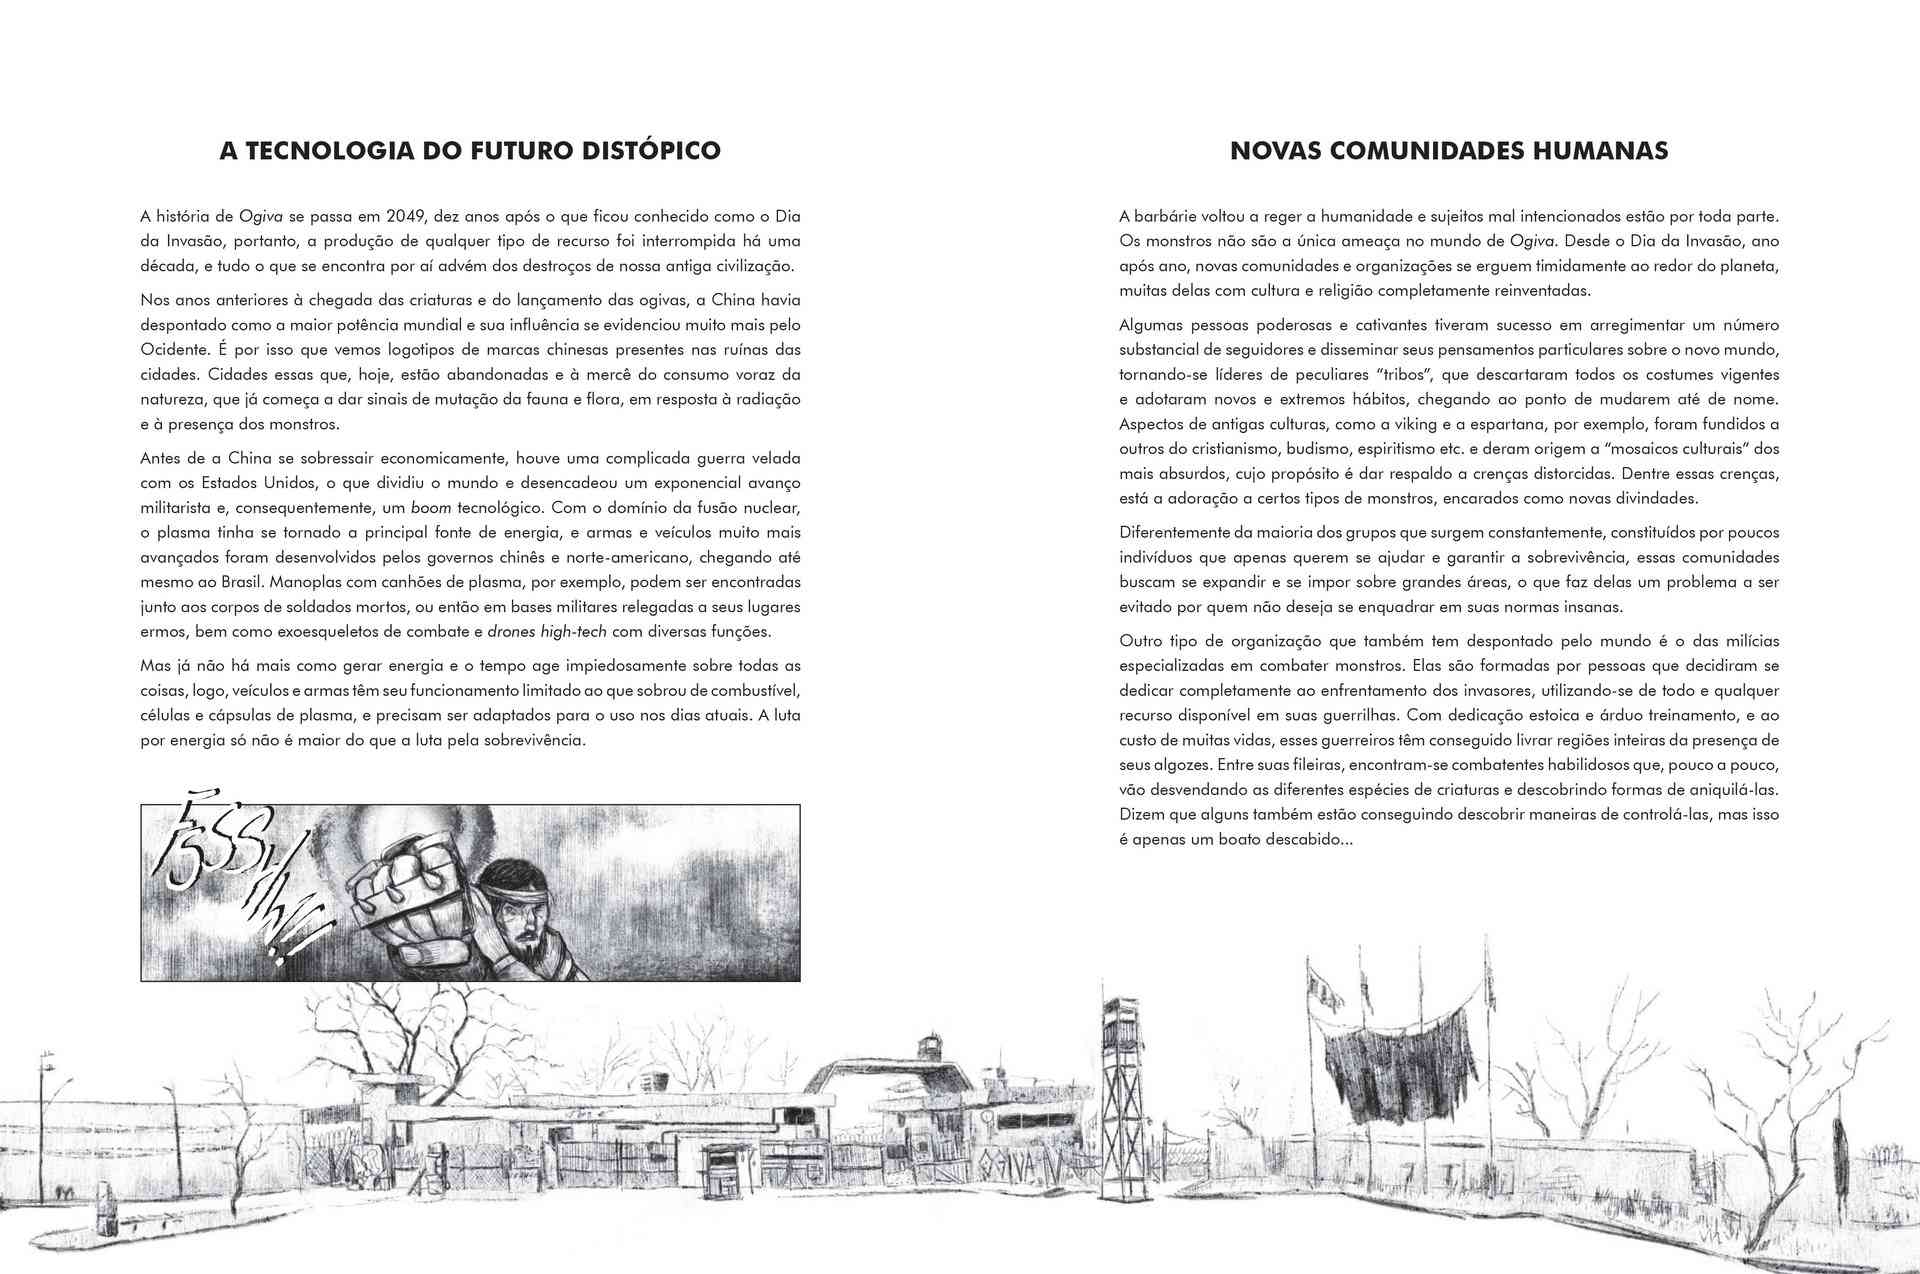 A TECNOLOGIA DO FUTURO DISTÓPICO
A história de Ogiva se passa em 2049, dez anos após o que ficou conhecido como o Dia
da Invasão, portanto, a produção de qualquer tipo de recurso foi interrompida há uma
década, e tudo o que se encontra por aí advém dos destroços de nossa antiga civilização.
Nos anos anteriores à chegada das criaturas e do lançamento das ogivas, a China havia
despontado como a maior potência mundial e sua influência se evidenciou muito mais pelo
Ocidente. É por isso que vemos logotipos de marcas chinesas presentes nas ruínas das
cidades. Cidades essas que, hoje, estão abandonadas e à mercê do consumo voraz da
natureza, que já começa a dar sinais de mutação da fauna e flora, em resposta à radiação
e à presença dos monstros.
Antes de a China se sobressair economicamente, houve uma complicada guerra velada
com os Estados Unidos, o que dividiu o mundo e desencadeou um exponencial avanço
militarista e, consequentemente, um boom tecnológico. Com o domínio da fusão nuclear,
o plasma tinha se tornado a principal fonte de energia, e armas e veículos muito mais
avançados foram desenvolvidos pelos governos chinês e norte-americano, chegando até
mesmo ao Brasil. Manoplas com canhões de plasma, por exemplo, podem ser encontradas
junto aos corpos de soldados mortos, ou então em bases militares relegadas a seus lugares
ermos, bem como exoesqueletos de combate e drones high-tech com diversas funções.
Mas já não há mais como gerar energia e o tempo age impiedosamente sobre todas as
coisas, logo, veículos e armas têm seu funcionamento limitado ao que sobrou de combustível,
células e cápsulas de plasma, e precisam ser adaptados para o uso nos dias atuais. A luta
por energia só não é maior do que a luta pela sobrevivência.
NOVAS COMUNIDADES HUMANAS
A barbárie voltou a reger a humanidade e sujeitos mal intencionados estão por toda parte.
Os monstros não são a única ameaça no mundo de Ogiva. Desde o Dia da Invasão, ano
após ano, novas comunidades e organizações se erguem timidamente ao redor do planeta,
muitas delas com cultura e religião completamente reinventadas.
Algumas pessoas poderosas e cativantes tiveram sucesso em arregimentar um número
substancial de seguidores e disseminar seus pensamentos particulares sobre o novo mundo,
tornando-se líderes de peculiares “tribos”, que descartaram todos os costumes vigentes
e adotaram novos e extremos hábitos, chegando ao ponto de mudarem até de nome.
Aspectos de antigas culturas, como a viking e a espartana, por exemplo, foram fundidos a
outros do cristianismo, budismo, espiritismo etc. e deram origem a “mosaicos culturais” dos
mais absurdos, cujo propósito é dar respaldo a crenças distorcidas. Dentre essas crenças,
está a adoração a certos tipos de monstros, encarados como novas divindades.
Diferentemente da maioria dos grupos que surgem constantemente, constituídos por poucos
indivíduos que apenas querem se ajudar e garantir a sobrevivência, essas comunidades
buscam se expandir e se impor sobre grandes áreas, o que faz delas um problema a ser
evitado por quem não deseja se enquadrar em suas normas insanas.
Outro tipo de organização que também tem despontado pelo mundo é o das milícias
especializadas em combater monstros. Elas são formadas por pessoas que decidiram se
dedicar completamente ao enfrentamento dos invasores, utilizando-se de todo e qualquer
recurso disponível em suas guerrilhas. Com dedicação estoica e árduo treinamento, e ao
custo de muitas vidas, esses guerreiros têm conseguido livrar regiões inteiras da presença de
seus algozes. Entre suas fileiras, encontram-se combatentes habilidosos que, pouco a pouco,
vão desvendando as diferentes espécies de criaturas e descobrindo formas de aniquilá-las.
Dizem que alguns também estão conseguindo descobrir maneiras de controlá-las, mas isso
é apenas um boato descabido...